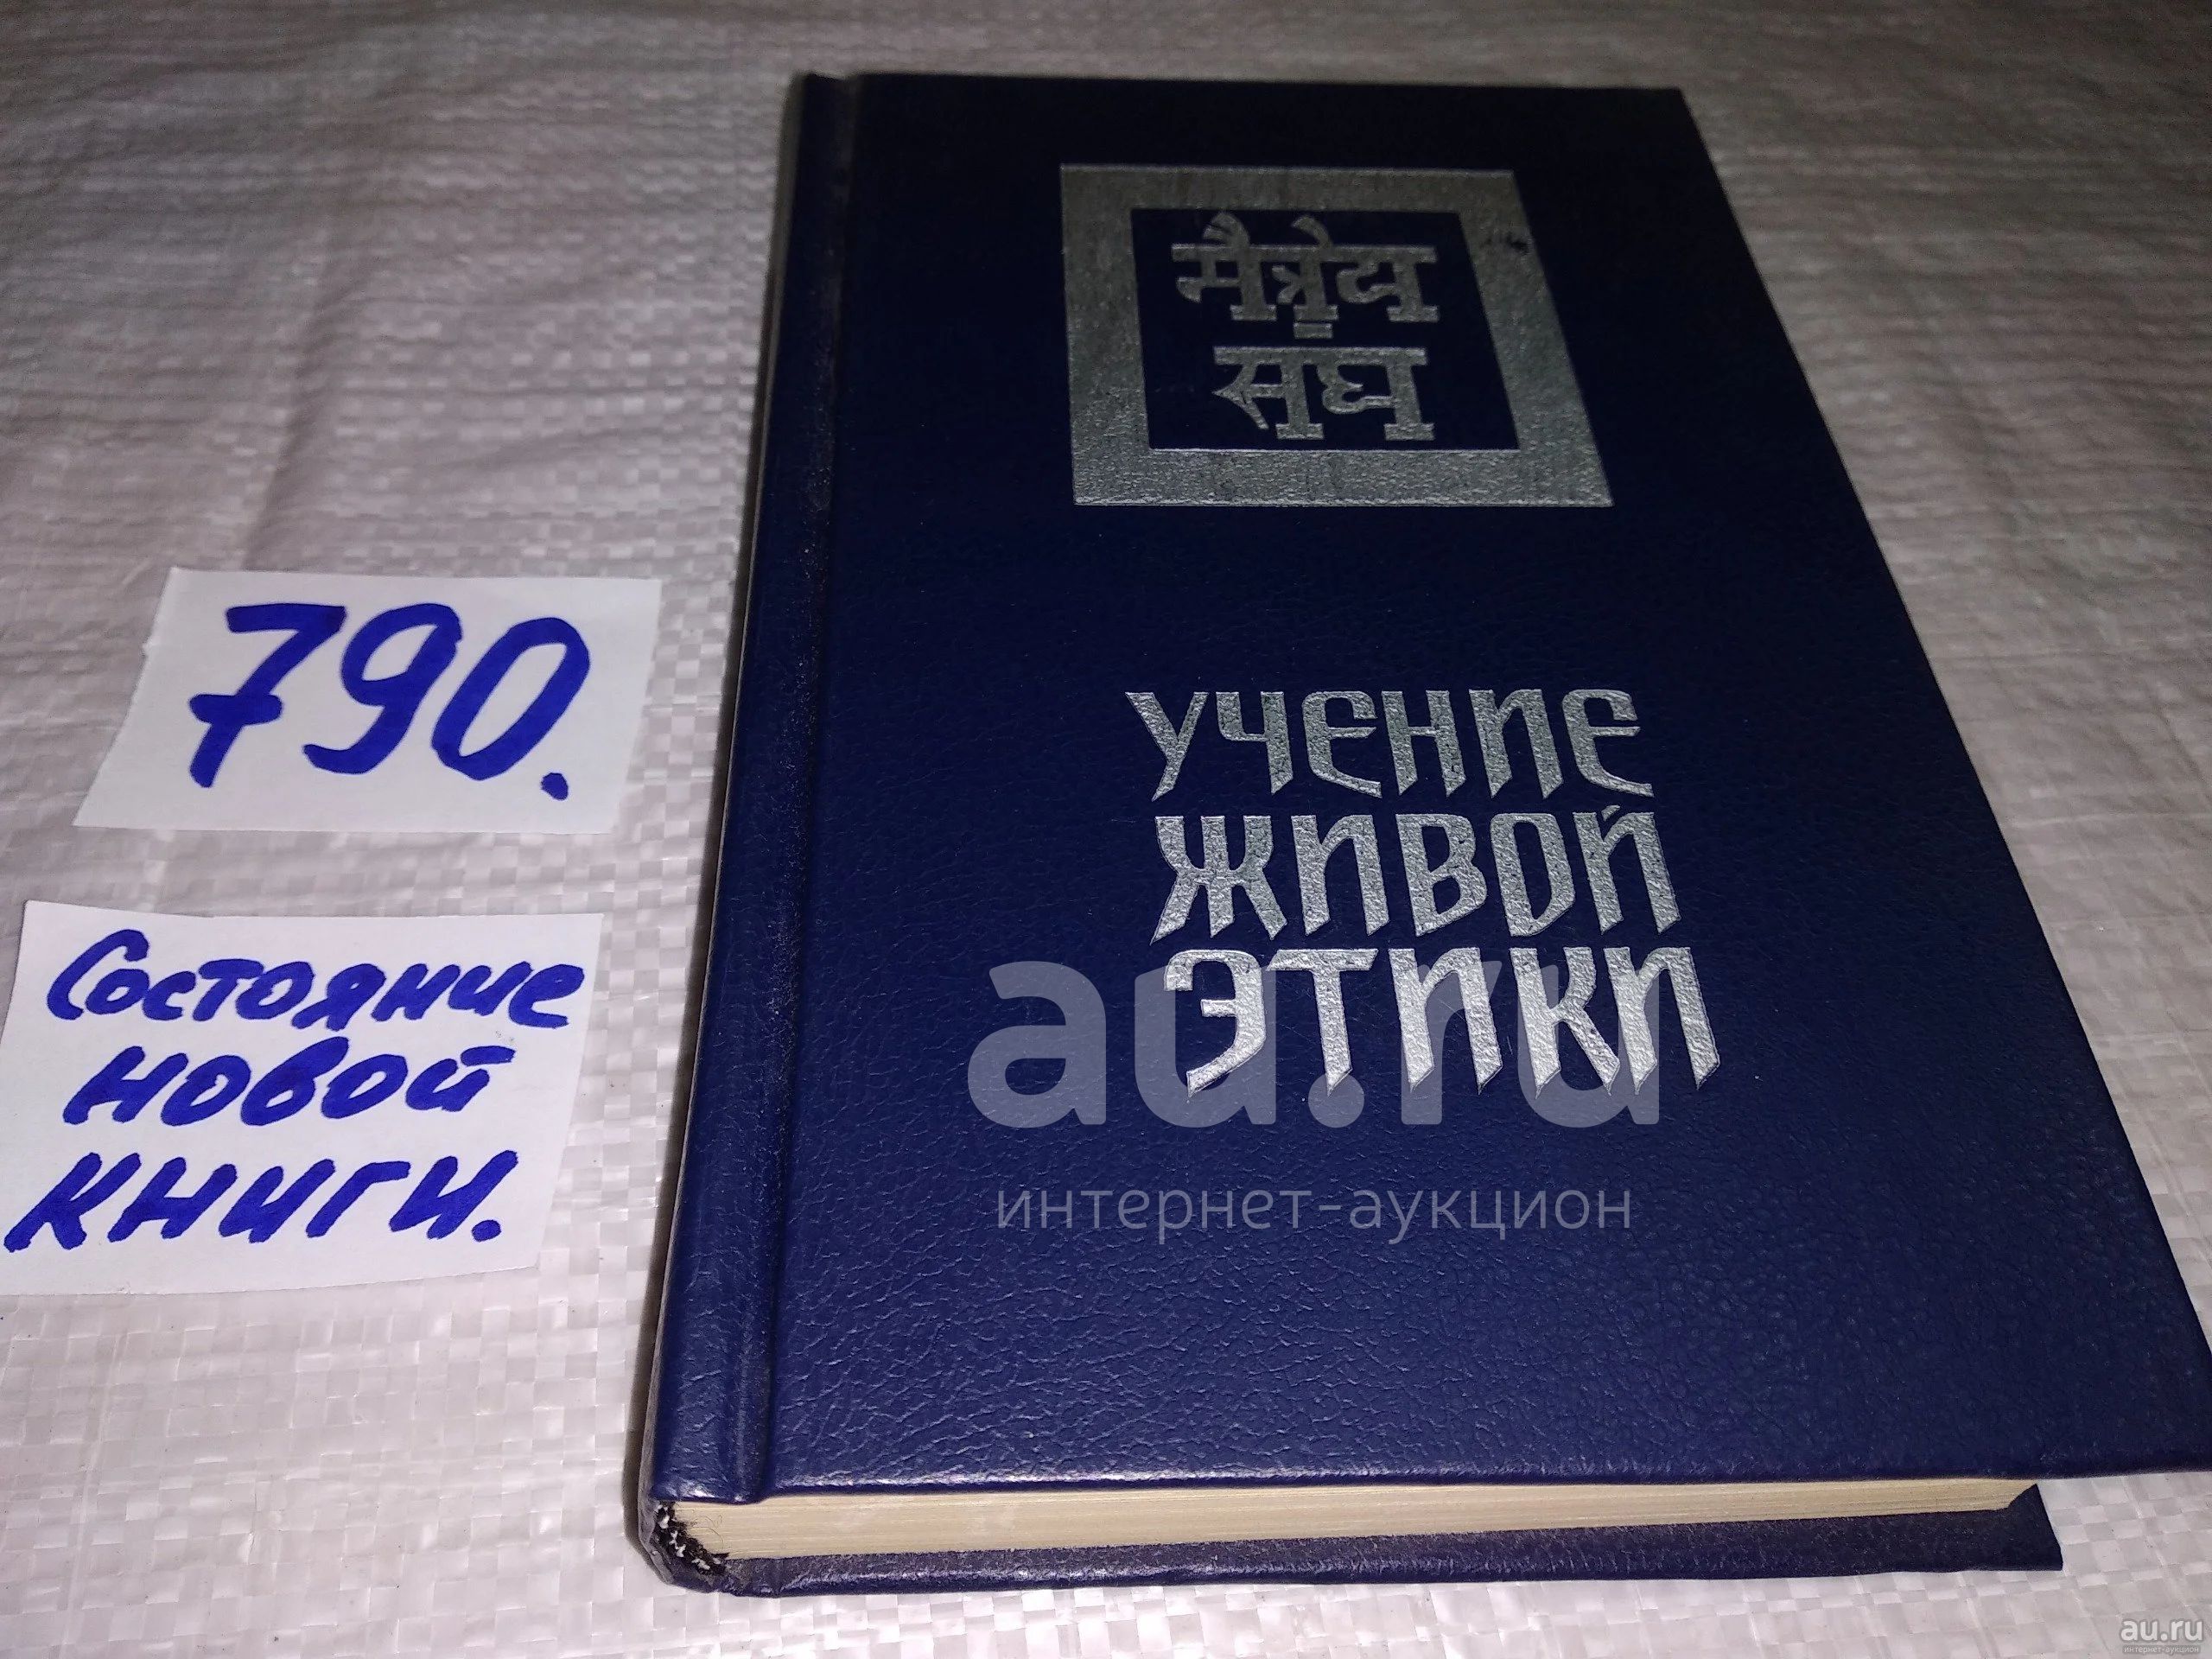 मैत्रेय
संघ
790.
УЧЕНИЕ
ЖИВОЙ
ЭТИКИ
Состояние
новой
книги.
au.ru
интернет-аукцион
au.ru
интернет-аукцион